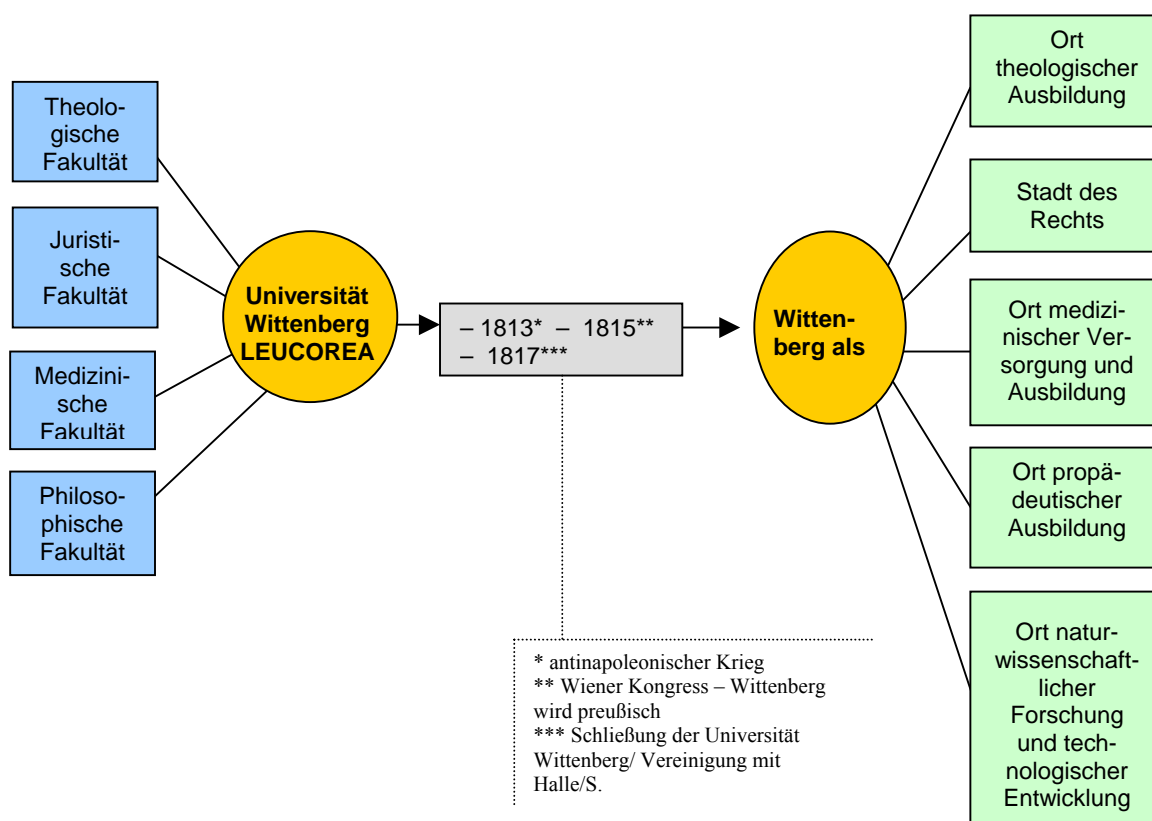 Theolo-
gische
Fakultät
Juristi-
sche
Fakultät
Medizini-
sche
Fakultät
Philoso-
phische
Fakultät
Universität
Wittenberg
LEUCOREA
– 1813* – 1815**
– 1817***
* antinapoleonischer Krieg
** Wiener Kongress – Wittenberg
wird preußisch
*** Schließung der Universität
Wittenberg/ Vereinigung mit
Halle/S.
Witten-
berg als
Ort
theologischer
Ausbildung
Stadt des
Rechts
Ort medizi-
nischer Ver-
sorgung und
Ausbildung
Ort propä-
deutischer
Ausbildung
Ort natur-
wissenschaft-
licher
Forschung
und tech-
nologischer
Entwicklung